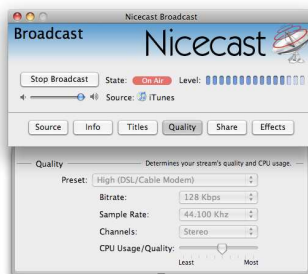 Nicecast Broadcast
Broadcast
Nicecast
Stop Broadcast State: On Air Level:
Source: iTunes
Source Info Titles Quality Share Effects
Quality Determines your stream's quality and CPU usage.
Preset: High (DSL/Cable Modem)
Bitrate: 128 Kbps
Sample Rate: 44.100 Khz
Channels: Stereo
CPU Usage/Quality:
Least Most